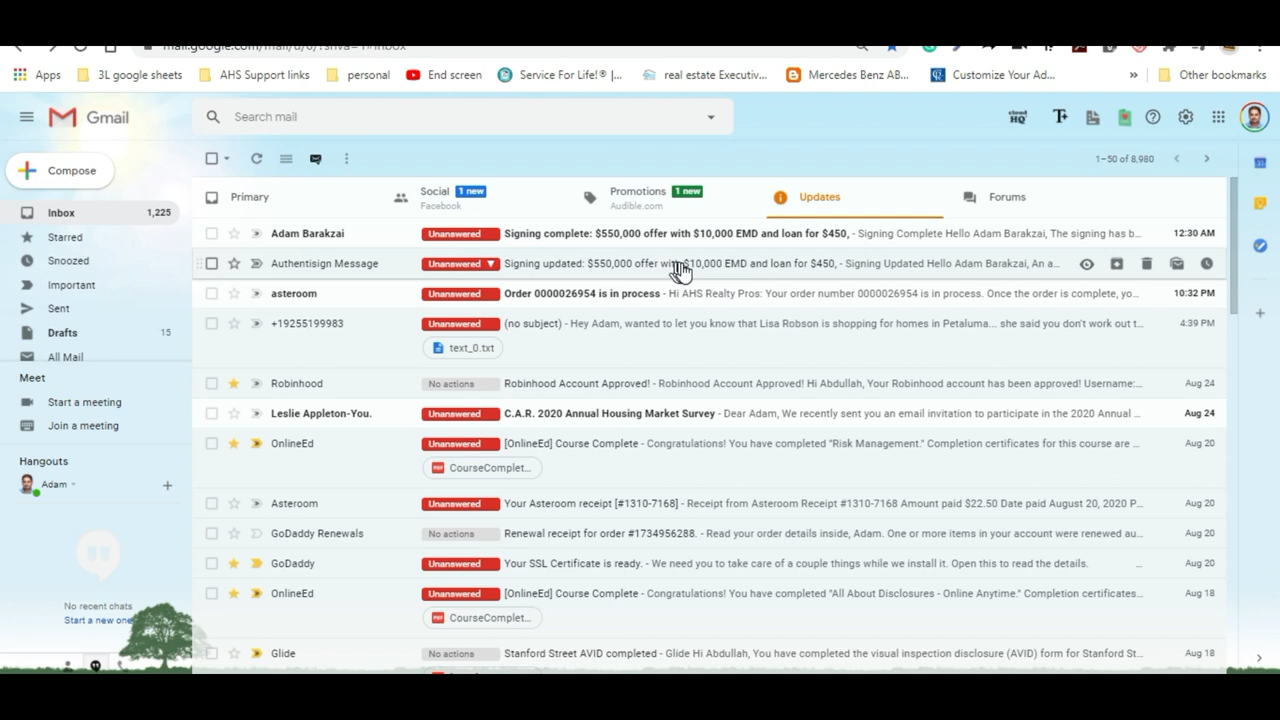 mail.google.com/mail/u/0/?shva=1#inbox
Apps 3L google sheets AHS Support links personal End screen Service For Life!® |... real estate Executiv... Mercedes Benz AB... Customize Your Ad... » Other bookmarks
Gmail Search mail cloud HQ
Compose 1–50 of 8,980
Primary Social 1 new Promotions 1 new Updates Forums
Facebook Audible.com
Inbox 1,225
Starred
Snoozed
Important
Sent
Drafts 15
All Mail
Meet
Start a meeting
Join a meeting
Hangouts
Adam
No recent chats
Start a new one
Adam Barakzai Unanswered Signing complete: $550,000 offer with $10,000 EMD and loan for $450, - Signing Complete Hello Adam Barakzai, The signing has b... 12:30 AM
Authentisign Message Unanswered Signing updated: $550,000 offer with $10,000 EMD and loan for $450, - Signing Updated Hello Adam Barakzai, An a...
asteroom Unanswered Order 0000026954 is in process - Hi AHS Realty Pros: Your order number 0000026954 is in process. Once the order is complete, yo... 10:32 PM
+19255199983 Unanswered (no subject) - Hey Adam, wanted to let you know that Lisa Robson is shopping for homes in Petaluma... she said you don't work out t... 4:39 PM
text_0.txt
Robinhood No actions Robinhood Account Approved! - Robinhood Account Approved! Hi Abdullah, Your Robinhood account has been approved! Username:... Aug 24
Leslie Appleton-You. Unanswered C.A.R. 2020 Annual Housing Market Survey - Dear Adam, We recently sent you an email invitation to participate in the 2020 Annual ... Aug 24
OnlineEd Unanswered [OnlineEd] Course Complete - Congratulations! You have completed "Risk Management." Completion certificates for this course are ... Aug 20
PDF CourseComplet...
Asteroom Unanswered Your Asteroom receipt [#1310-7168] - Receipt from Asteroom Receipt #1310-7168 Amount paid $22.50 Date paid August 20, 2020 P... Aug 20
GoDaddy Renewals No actions Renewal receipt for order #1734956288. - Read your order details inside, Adam. One or more items in your account were renewed au... Aug 20
GoDaddy Unanswered Your SSL Certificate is ready. - We need you to take care of a couple things while we install it. Open this to read the details. ... Aug 20
OnlineEd Unanswered [OnlineEd] Course Complete - Congratulations! You have completed "All About Disclosures - Online Anytime." Completion certificates... Aug 18
PDF CourseComplet...
Glide No actions Stanford Street AVID completed - Glide Hi Abdullah, You have completed the visual inspection disclosure (AVID) form for Stanford St... Aug 18